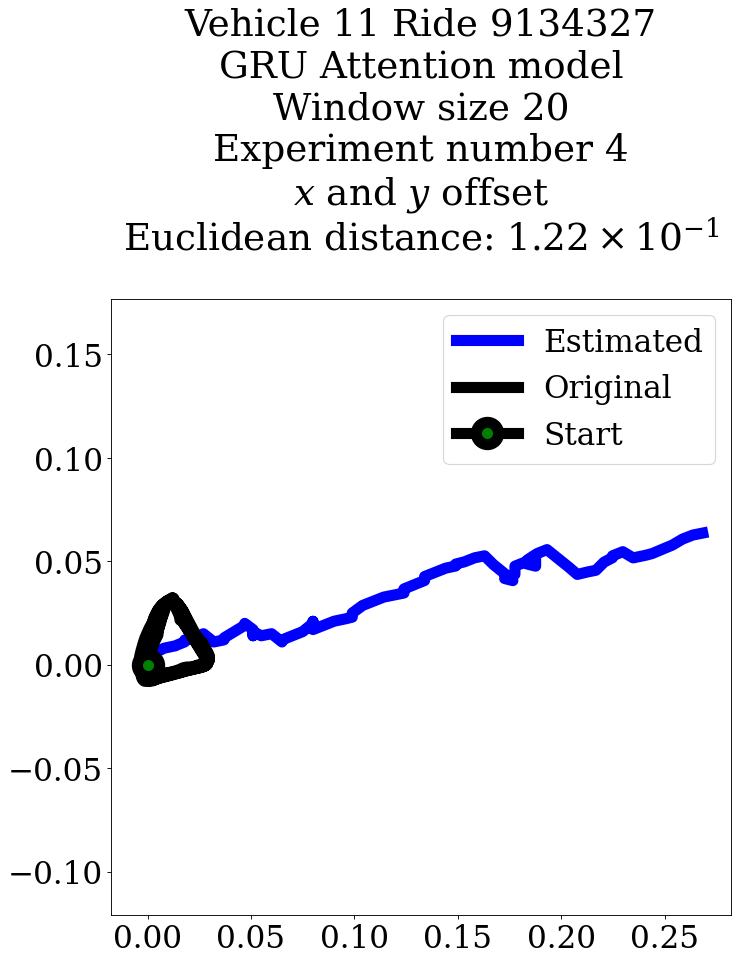 Vehicle 11 Ride 9134327
GRU Attention model
Window size 20
Experiment number 4
x and y offset
Euclidean distance: 1.22 × 10⁻¹
Estimated
Original
Start
0.15
0.10
0.05
0.00
−0.05
−0.10
0.00 0.05 0.10 0.15 0.20 0.25